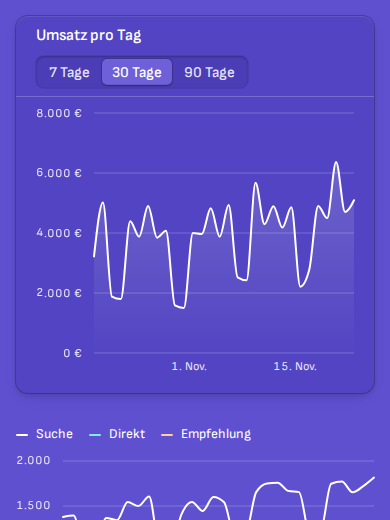 Umsatz pro Tag
7 Tage 30 Tage 90 Tage
8.000 €
6.000 €
4.000 €
2.000 €
0 €
1. Nov. 15. Nov.
Suche Direkt Empfehlung
2.000
1.500